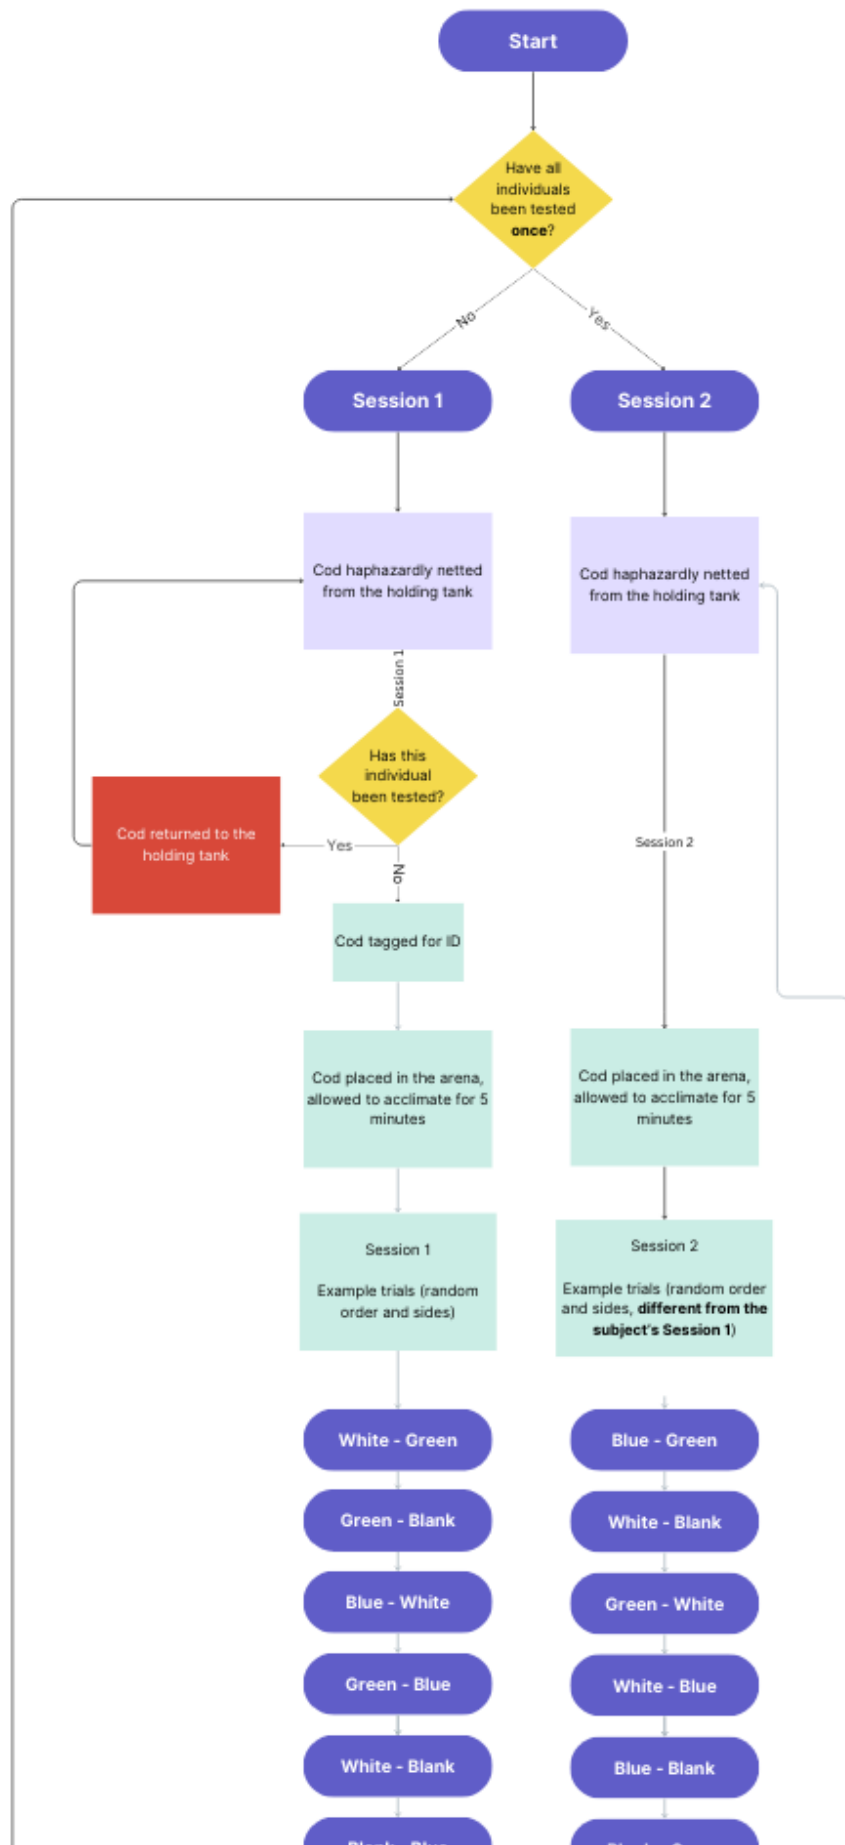 Start
Have all
individuals
been tested
once?
No
Yes
Session 1
Session 2
Cod haphazardly netted
from the holding tank
Cod haphazardly netted
from the holding tank
Session 1
Has this
individual
been tested?
Cod returned to the
holding tank
Yes
No
Session 2
Cod tagged for ID
Cod placed in the arena,
allowed to acclimate for 5
minutes
Cod placed in the arena,
allowed to acclimate for 5
minutes
Session 1
Example trials (random
order and sides)
Session 2
Example trials (random order
and sides, different from the
subject's Session 1)
White - Green
Green - Blank
Blue - White
Green - Blue
White - Blank
Blank - Blue
Blue - Green
White - Blank
Green - White
White - Blue
Blue - Blank